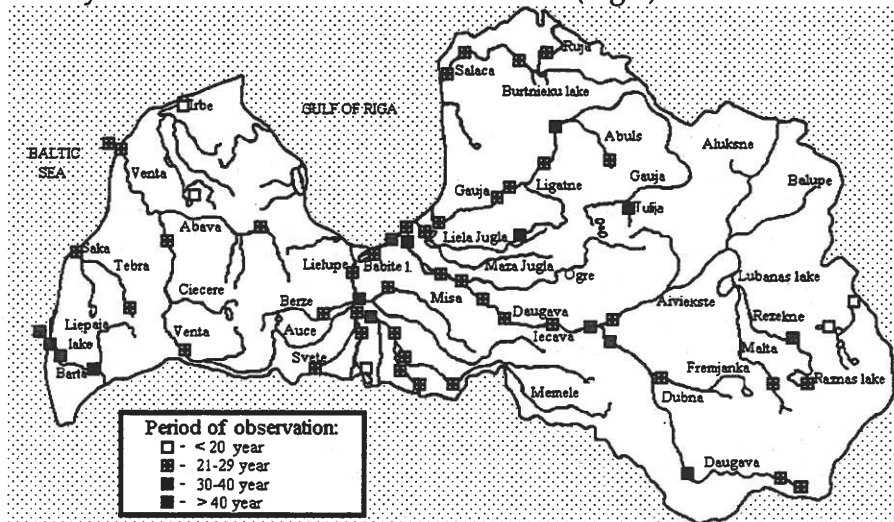 Irbe
GULF OF RIGA
BALTIC
SEA
Venta
Abava
Saka
Tebra
Ciecere
Liepaja
lake
Barta
Venta
Lielupe
Babite l.
Berze
Auce
Svete
Misa
Salaca
Ruja
Burtnieku lake
Abuls
Gauja
Ligatne
Gauja
Tulija
Liela Jugla
Maza Jugla
Ogre
Daugava
Iecava
Memele
Aluksne
Balupe
Lubanas lake
Aiviekste
Rezekne
Malta
Raznas lake
Fremjanka
Dubna
Daugava
Period of observation:
- < 20 year
- 21-29 year
- 30-40 year
- > 40 year